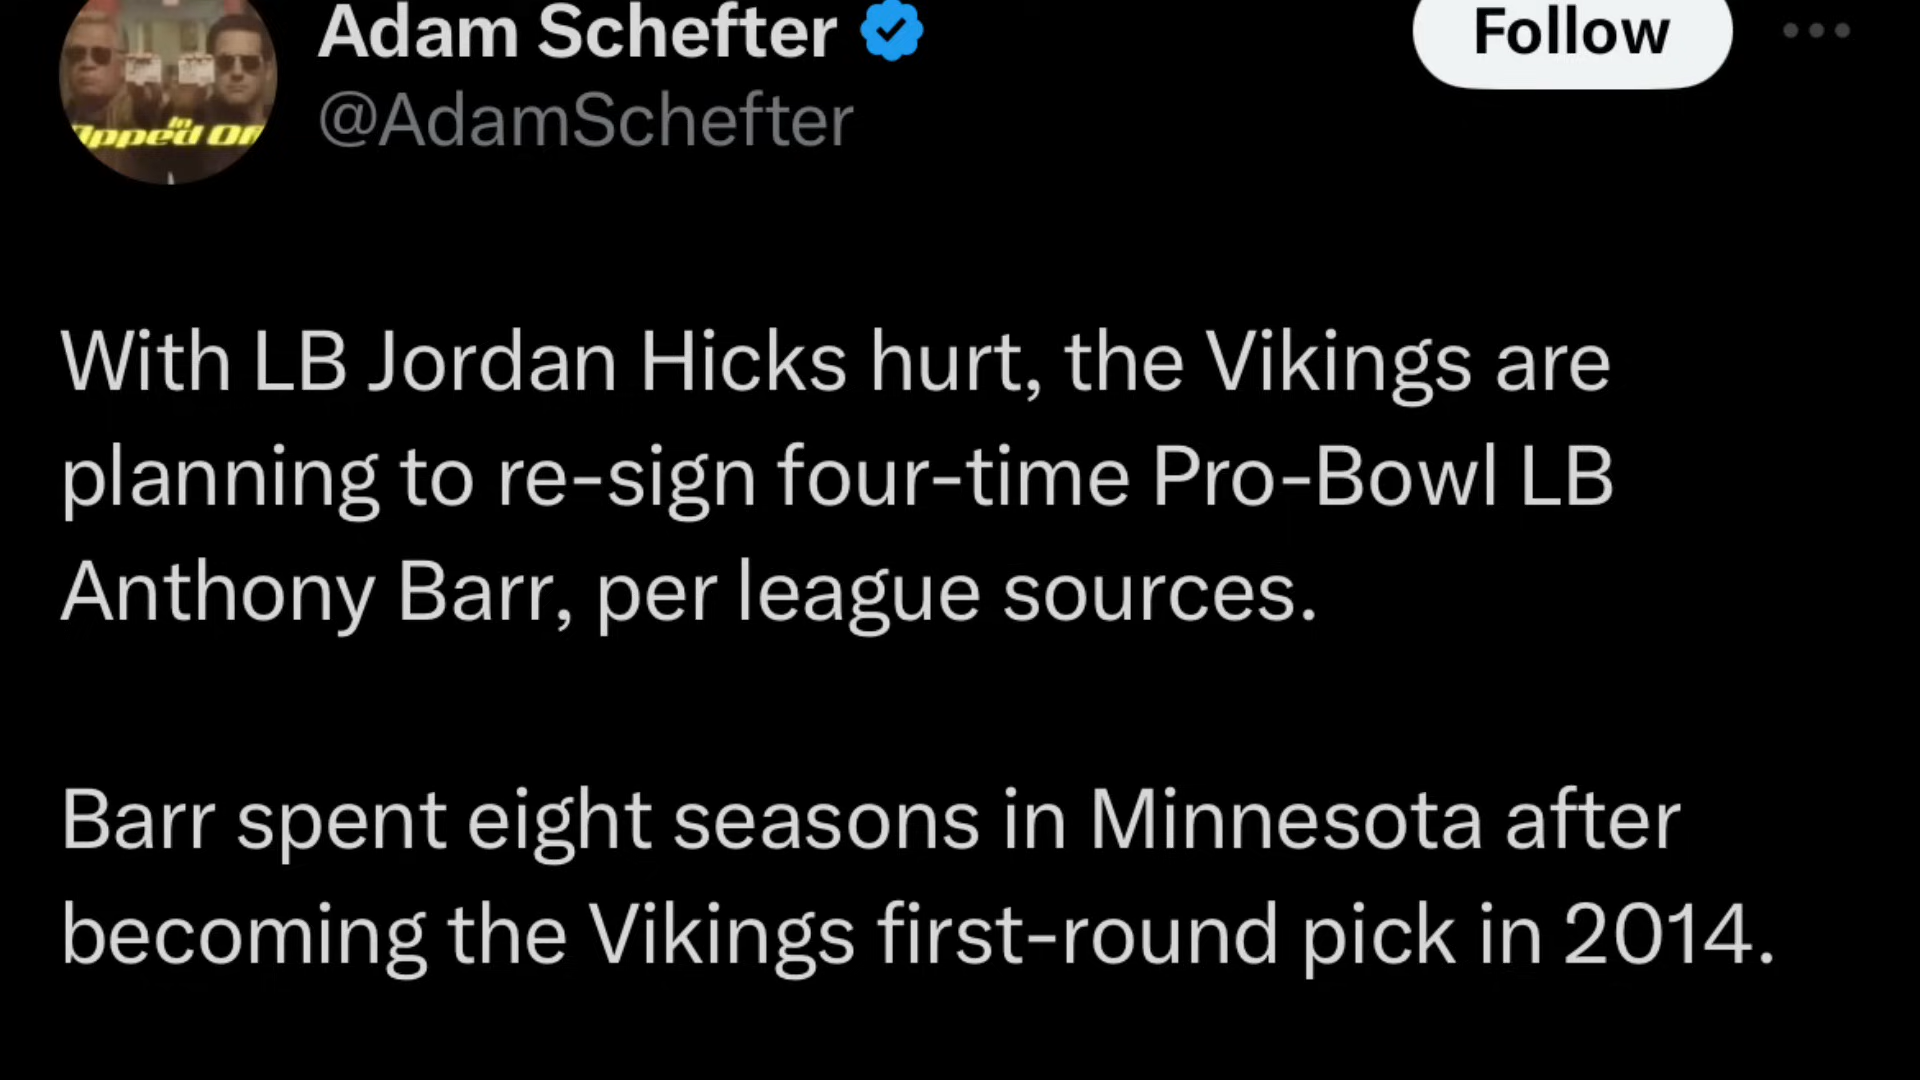 Adam Schefter
Follow
@AdamSchefter
In
With LB Jordan Hicks hurt, the Vikings are
planning to re-sign four-time Pro-Bowl LB
Anthony Barr, per league sources.
Barr spent eight seasons in Minnesota after
becoming the Vikings first-round pick in 2014.